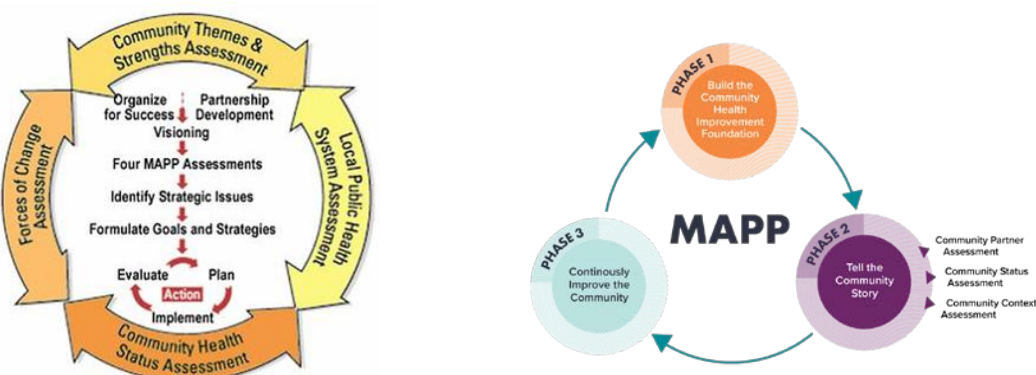 Community Themes &
Strengths Assessment
Organize
for Success
Partnership
Development
Visioning
Four MAPP Assessments
Identify Strategic Issues
Formulate Goals and Strategies
Evaluate
Plan
Action
Implement
Forces of Change
Assessment
Local Public Health
System Assessment
Community Health
Status Assessment
PHASE 1
Build the
Community
Health
Improvement
Foundation
MAPP
PHASE 2
Tell the
Community
Story
Community Partner
Assessment
Community Status
Assessment
Community Context
Assessment
PHASE 3
Continously
Improve the
Community